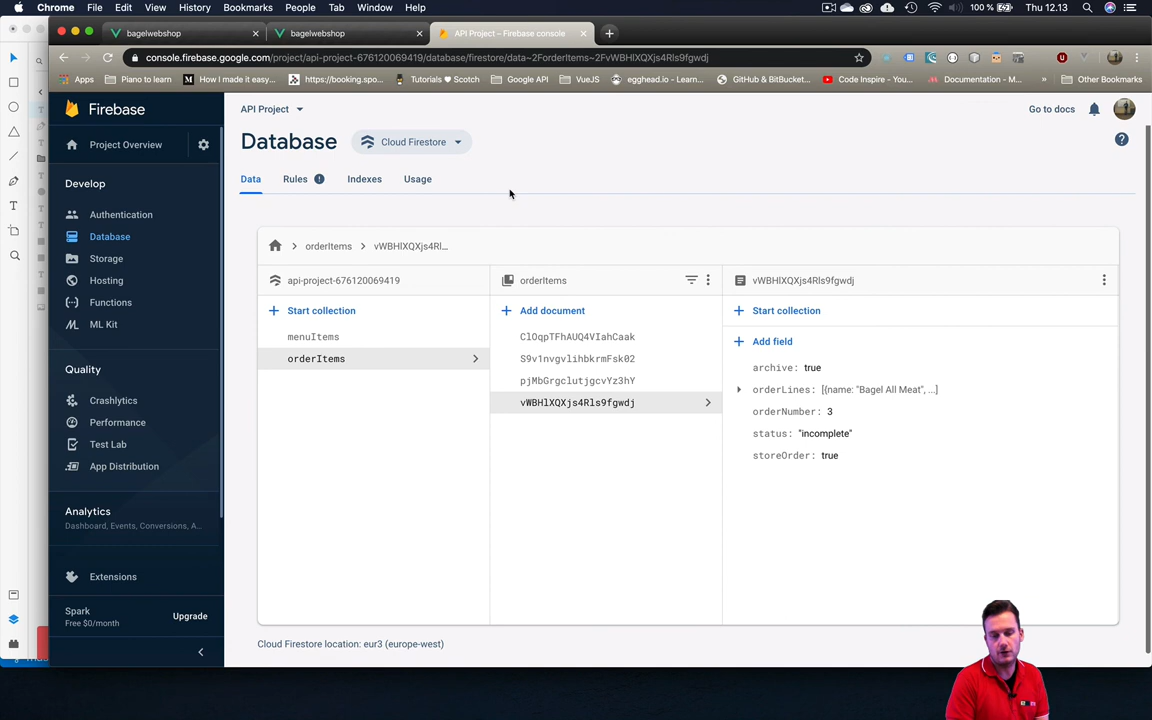 Chrome File Edit View History Bookmarks People Tab Window Help 100 % Thu 12.13
bagelwebshop bagelwebshop API Project – Firebase console
console.firebase.google.com/project/api-project-676120069419/database/firestore/data~2ForderItems~2FvWBHlXQXjs4Rls9fgwdj
Apps Piano to learn How I made it easy... https://booking.spo... Tutorials ♥ Scotch Google API VueJS egghead.io - Learn... GitHub & BitBucket... Code Inspire - You... Documentation - M... » Other Bookmarks
Firebase
API Project
Go to docs
Project Overview
Database
Cloud Firestore
Data Rules Indexes Usage
Develop
Authentication
Database
Storage
Hosting
Functions
ML Kit
Quality
Crashlytics
Performance
Test Lab
App Distribution
Analytics
Dashboard, Events, Conversions, A...
Extensions
Spark
Free $0/month
Upgrade
orderItems vWBHlXQXjs4Rl...
api-project-676120069419 orderItems vWBHlXQXjs4Rls9fgwdj
Start collection Add document Start collection
menuItems
orderItems
ClOqpTFhAUQ4VIahCaak
S9v1nvgvlihbkrmFsk02
pjMbGrgclutjgcvYz3hY
vWBHlXQXjs4Rls9fgwdj
Add field
archive: true
orderLines: [{name: "Bagel All Meat", ...]
orderNumber: 3
status: "incomplete"
storeOrder: true
Cloud Firestore location: eur3 (europe-west)